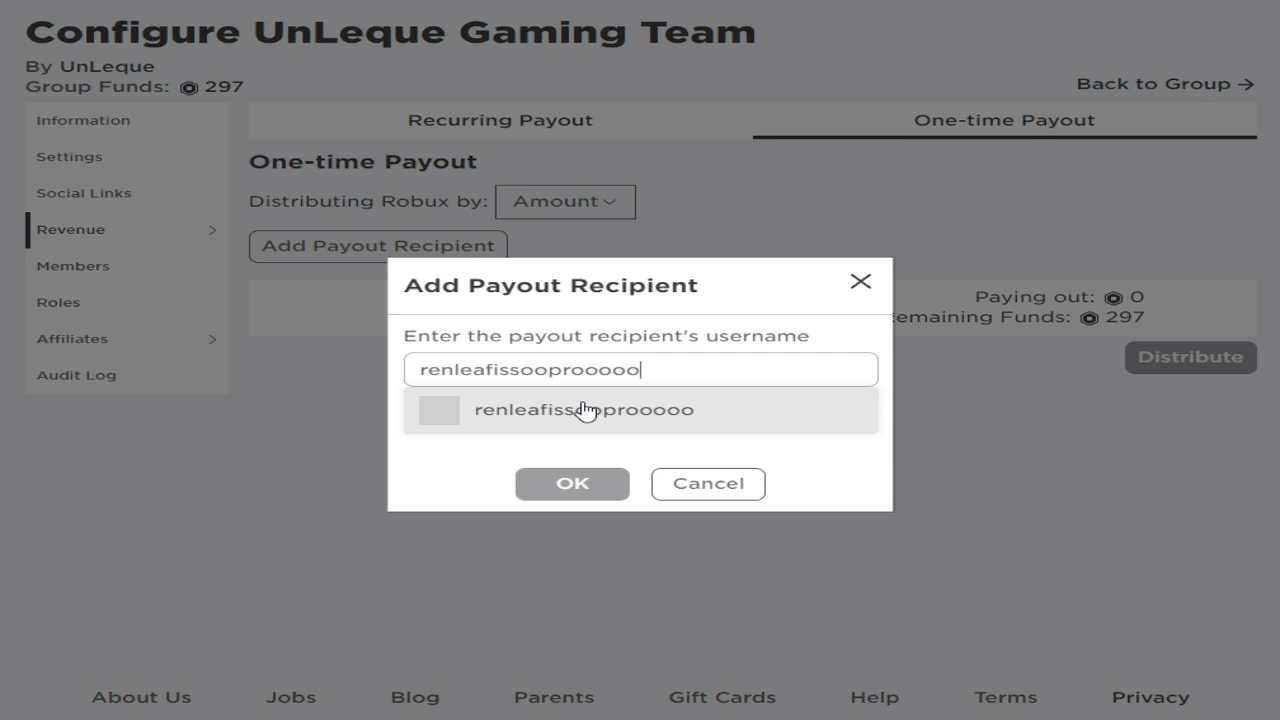 Configure UnLeque Gaming Team
By UnLeque
Group Funds: 297
Back to Group →
Information
Settings
Social Links
Revenue
Members
Roles
Affiliates
Audit Log
Recurring Payout
One-time Payout
One-time Payout
Distributing Robux by: Amount
Add Payout Recipient
Paying out: 0
emaining Funds: 297
Distribute
Add Payout Recipient
Enter the payout recipient's username
renleafissooprooooo
renleafissooprooooo
OK
Cancel
About Us Jobs Blog Parents Gift Cards Help Terms Privacy